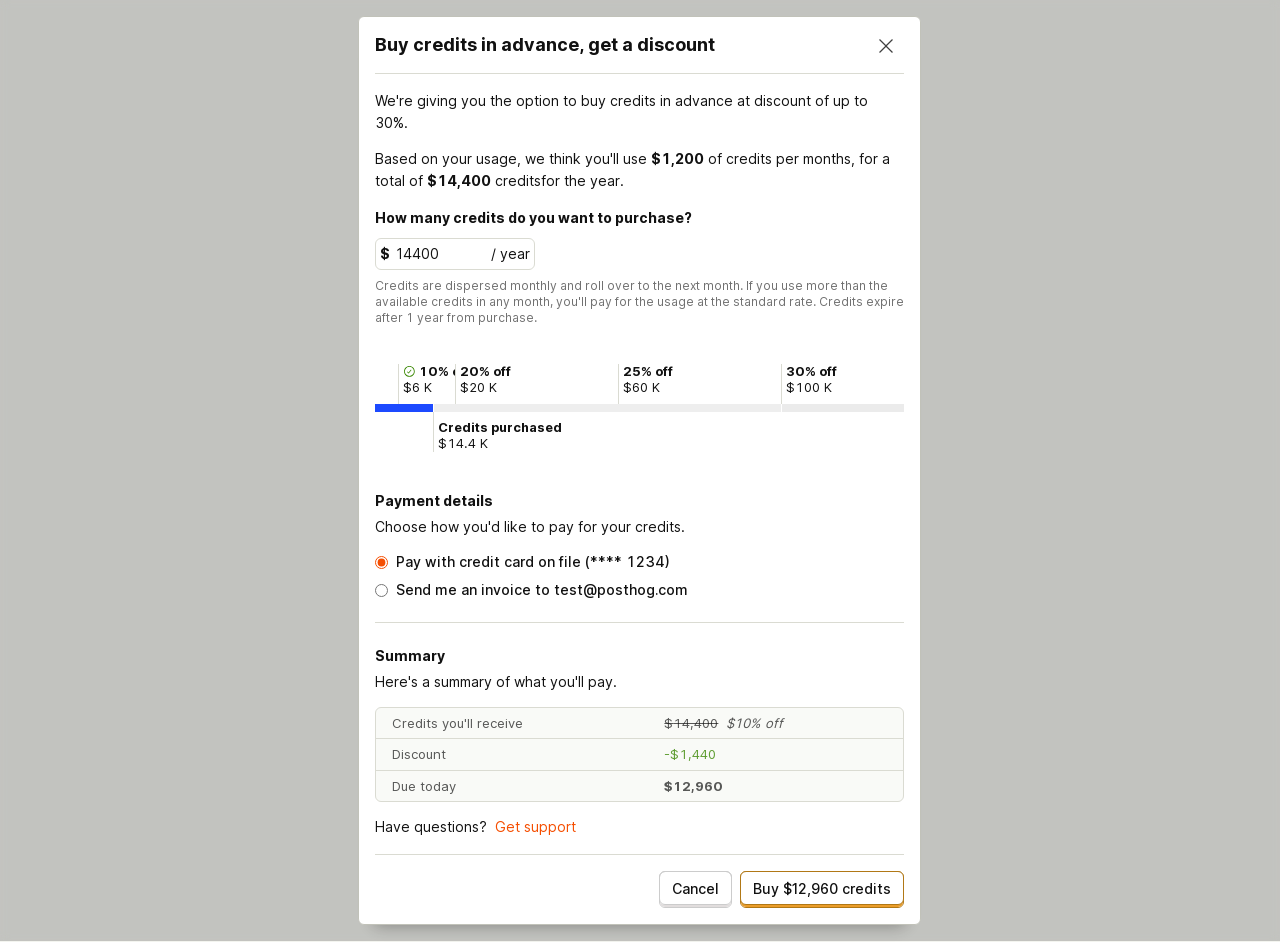 Buy credits in advance, get a discount
We're giving you the option to buy credits in advance at discount of up to
30%.
Based on your usage, we think you'll use $1,200 of credits per months, for a
total of $14,400 creditsfor the year.
How many credits do you want to purchase?
$ 14400 / year
Credits are dispersed monthly and roll over to the next month. If you use more than the
available credits in any month, you'll pay for the usage at the standard rate. Credits expire
after 1 year from purchase.
10% 20% off 25% off 30% off
$6 K $20 K $60 K $100 K
Credits purchased
$14.4 K
Payment details
Choose how you'd like to pay for your credits.
Pay with credit card on file (**** 1234)
Send me an invoice to test@posthog.com
Summary
Here's a summary of what you'll pay.
Credits you'll receive $14,400 $10% off
Discount -$1,440
Due today $12,960
Have questions? Get support
Cancel Buy $12,960 credits